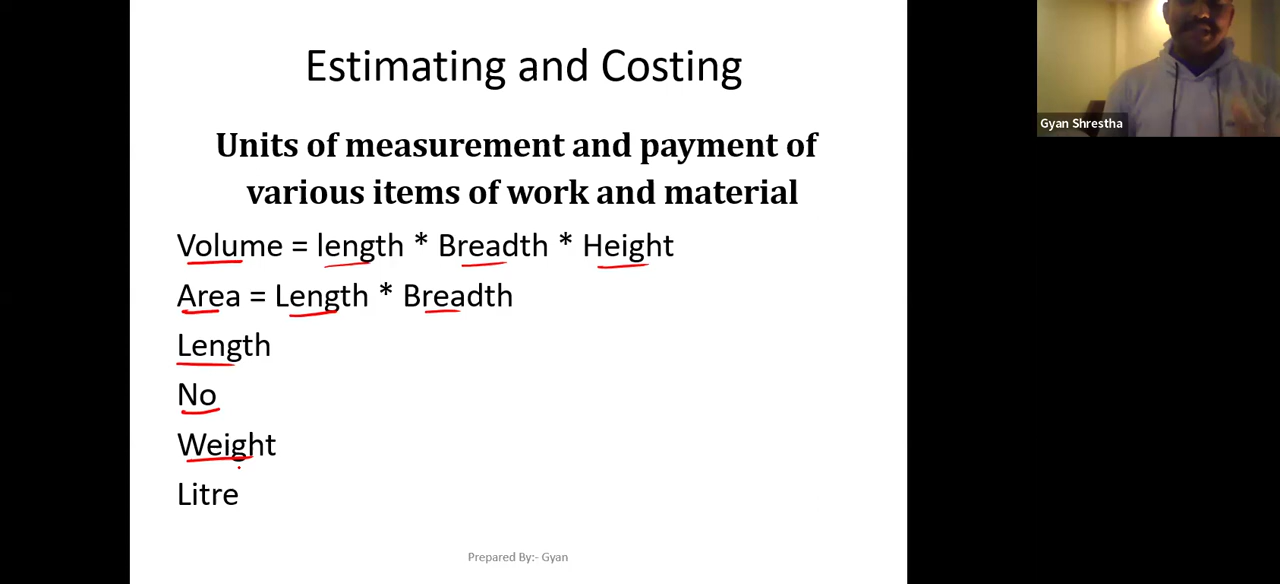 Estimating and Costing
Units of measurement and payment of
various items of work and material
Volume = length * Breadth * Height
Area = Length * Breadth
Length
No
Weight
Litre
Prepared By:- Gyan
Gyan Shrestha